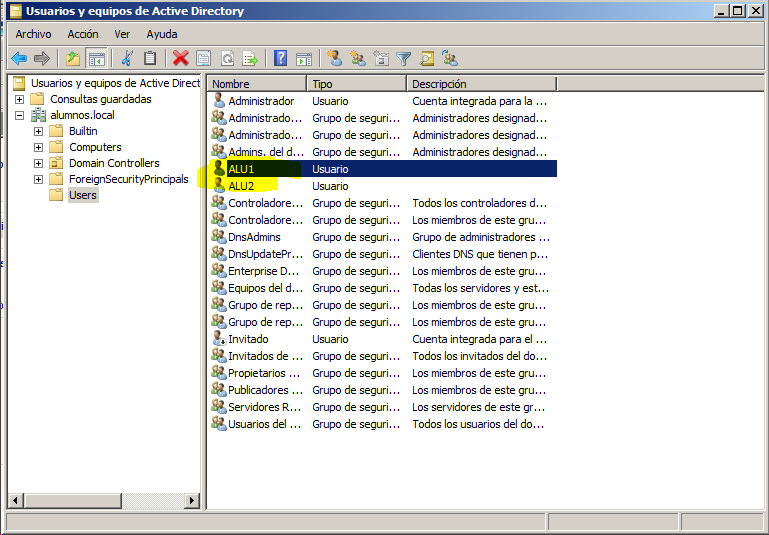 Usuarios y equipos de Active Directory
Archivo Acción Ver Ayuda
Usuarios y equipos de Active Direct
Consultas guardadas
alumnos.local
Builtin
Computers
Domain Controllers
ForeignSecurityPrincipals
Users
Nombre Tipo Descripción
Administrador Usuario Cuenta integrada para la ...
Administrado... Grupo de seguri... Administradores designad...
Administrado... Grupo de seguri... Administradores designad...
Admins. del d... Grupo de seguri... Administradores designad...
ALU1 Usuario
ALU2 Usuario
Controladore... Grupo de seguri... Todos los controladores d...
Controladore... Grupo de seguri... Los miembros de este gru...
DnsAdmins Grupo de seguri... Grupo de administradores ...
DnsUpdatePr... Grupo de seguri... Clientes DNS que tienen p...
Enterprise D... Grupo de seguri... Los miembros de este gru...
Equipos del d... Grupo de seguri... Todas los servidores y est...
Grupo de rep... Grupo de seguri... Los miembros de este gru...
Grupo de rep... Grupo de seguri... Los miembros de este gru...
Invitado Usuario Cuenta integrada para el ...
Invitados de ... Grupo de seguri... Todos los invitados del do...
Propietarios ... Grupo de seguri... Los miembros de este gru...
Publicadores ... Grupo de seguri... Los miembros de este gru...
Servidores R... Grupo de seguri... Los servidores de este gr...
Usuarios del ... Grupo de seguri... Todos los usuarios del do...